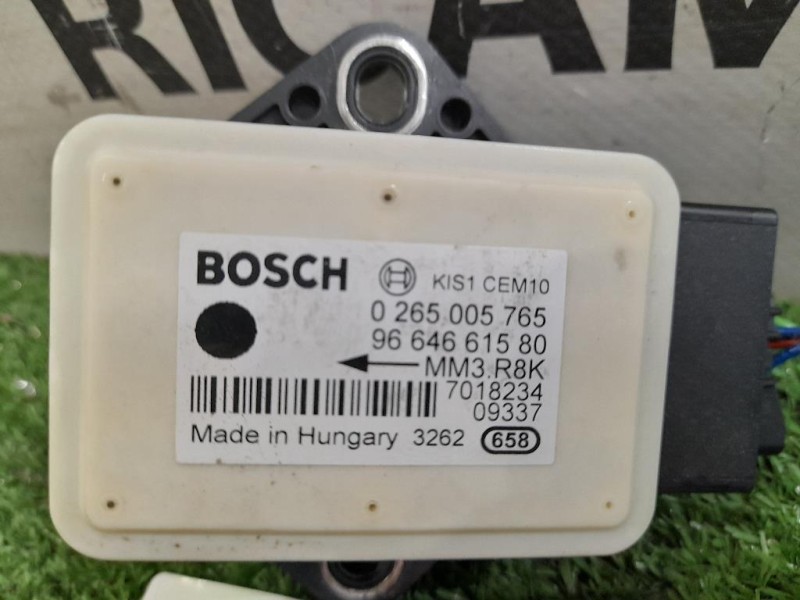 RICAM
BOSCH KIS1 CEM10
0 265 005 765
96 646 615 80
MM3.R8K
7018234
09337
Made in Hungary 3262 658